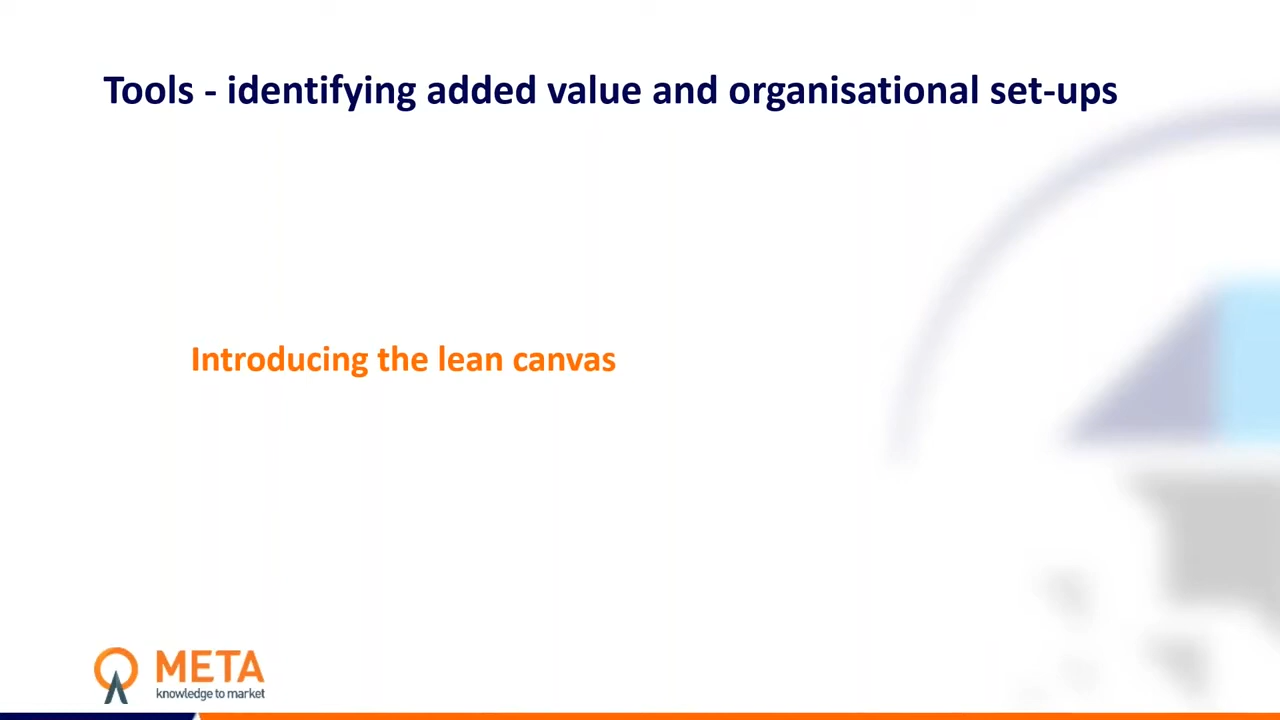 Tools - identifying added value and organisational set-ups
Introducing the lean canvas
META
knowledge to market